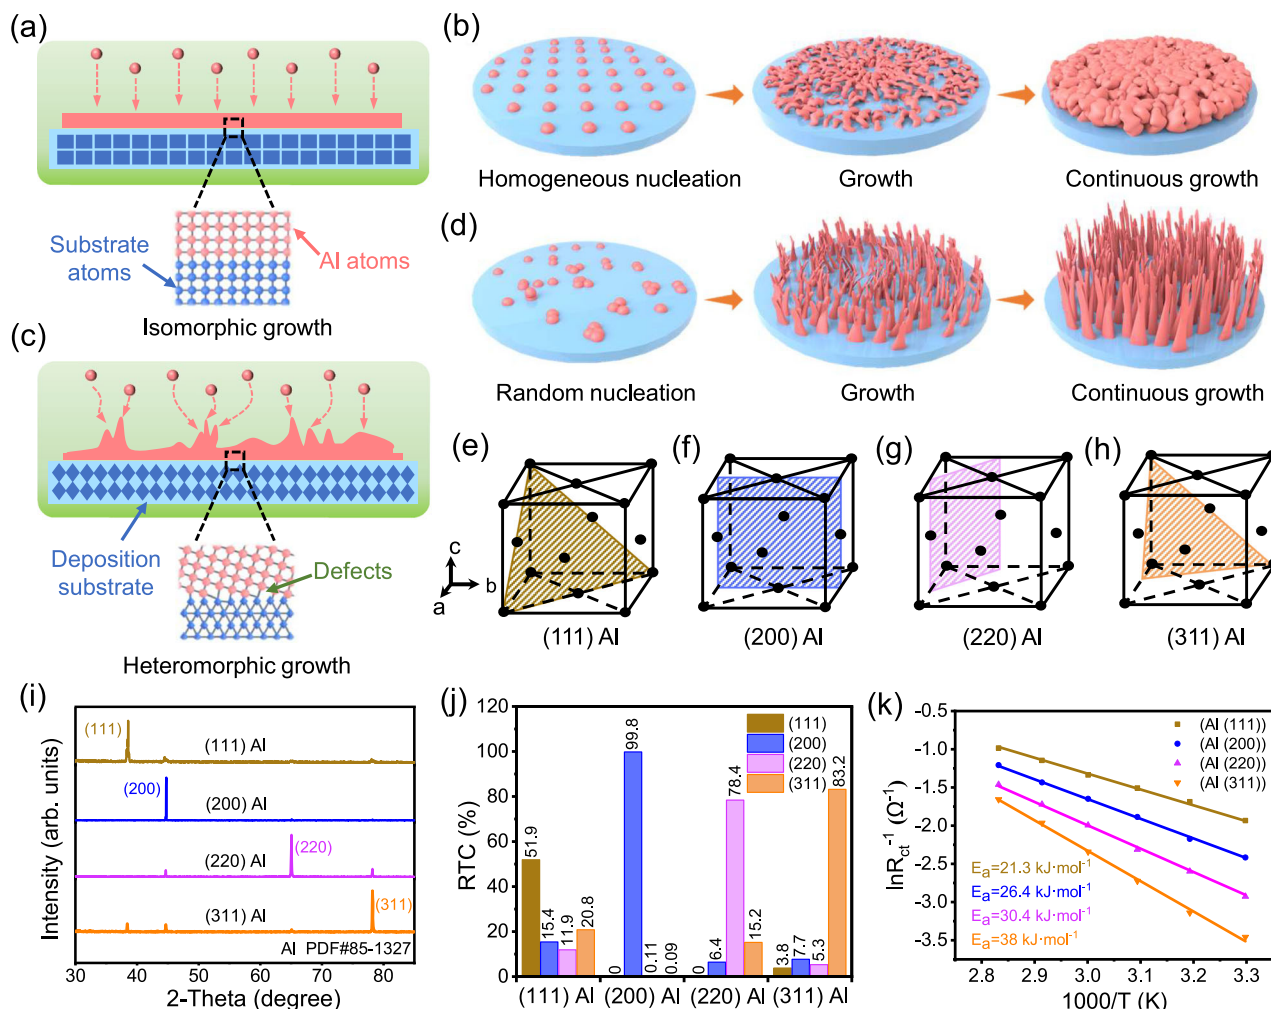 (a)
Substrate
atoms
Al atoms
Isomorphic growth
(b)
Homogeneous nucleation
Growth
Continuous growth
(c)
Deposition
substrate
Defects
Heteromorphic growth
(d)
Random nucleation
Growth
Continuous growth
(e)
c
b
a
(111) Al
(f)
(200) Al
(g)
(220) Al
(h)
(311) Al
(i)
Intensity (arb. units)
(111)
(111) Al
(200)
(200) Al
(220) Al
(220)
(311) Al
(311)
Al PDF#85-1327
30 40 50 60 70 80
2-Theta (degree)
(j)
RTC (%)
120
100
80
60
40
20
0
(111)
(200)
(220)
(311)
51.9
15.4
11.9
20.8
0
99.8
0.11
0.09
0
6.4
78.4
15.2
3.8
7.7
5.3
83.2
(111) Al (200) Al (220) Al (311) Al
(k)
lnRct⁻¹ (Ω⁻¹)
-0.5
-1.0
-1.5
-2.0
-2.5
-3.0
-3.5
(Al (111))
(Al (200))
(Al (220))
(Al (311))
Ea=21.3 kJ·mol⁻¹
Ea=26.4 kJ·mol⁻¹
Ea=30.4 kJ·mol⁻¹
Ea=38 kJ·mol⁻¹
2.8 2.9 3.0 3.1 3.2 3.3
1000/T (K)